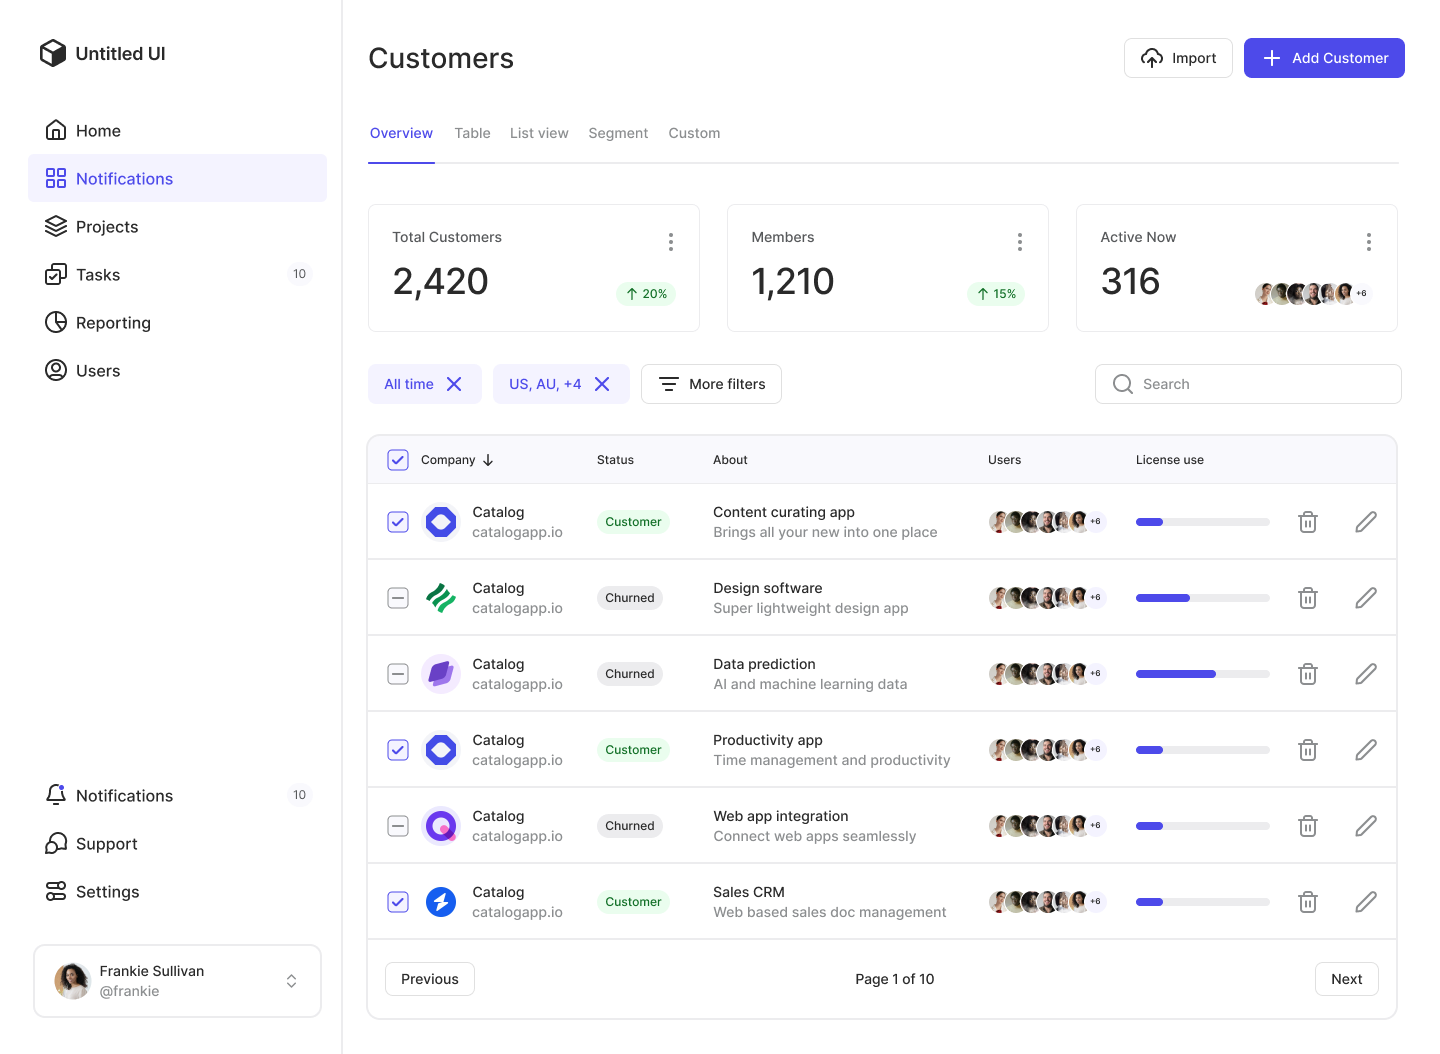 Untitled UI
Home
Notifications
Projects
Tasks 10
Reporting
Users
Notifications 10
Support
Settings
Frankie Sullivan
@frankie
Customers
Import
Add Customer
Overview Table List view Segment Custom
Total Customers
2,420
20%
Members
1,210
15%
Active Now
316
+6
All time
US, AU, +4
More filters
Search
Company Status About Users License use
Catalog
catalogapp.io
Customer
Content curating app
Brings all your new into one place
+6
Catalog
catalogapp.io
Churned
Design software
Super lightweight design app
+6
Catalog
catalogapp.io
Churned
Data prediction
AI and machine learning data
+6
Catalog
catalogapp.io
Customer
Productivity app
Time management and productivity
+6
Catalog
catalogapp.io
Churned
Web app integration
Connect web apps seamlessly
+6
Catalog
catalogapp.io
Customer
Sales CRM
Web based sales doc management
+6
Previous
Page 1 of 10
Next